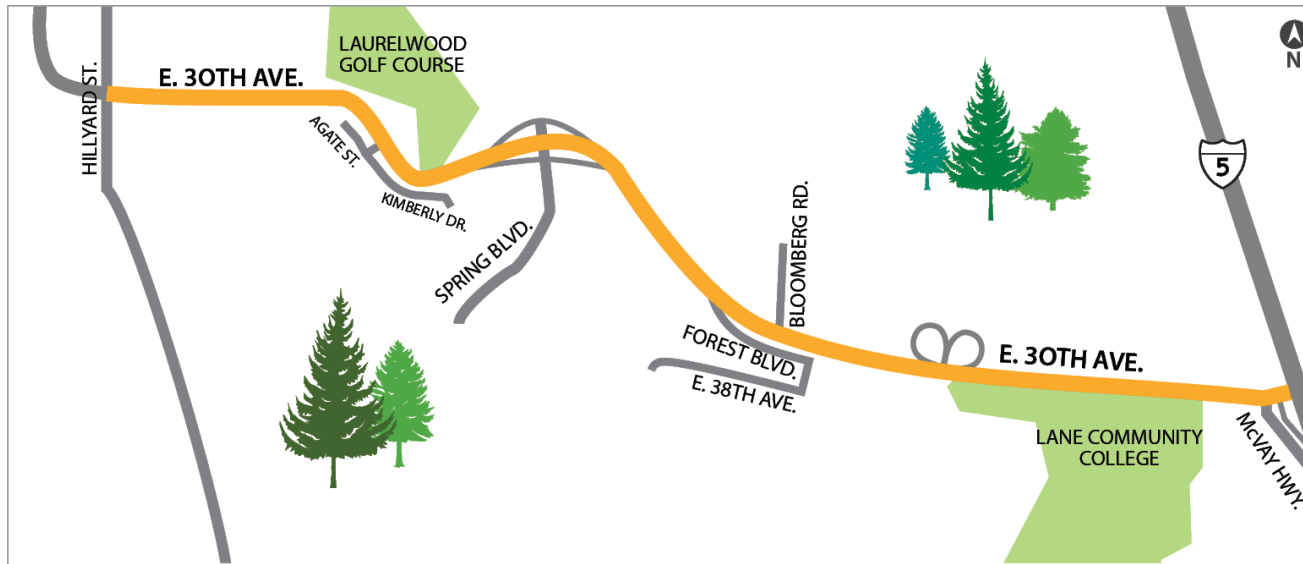 LAURELWOOD
GOLF COURSE
N
E. 30TH AVE.
HILLYARD ST.
AGATE ST.
KIMBERLY DR.
5
SPRING BLVD.
BLOOMBERG RD.
FOREST BLVD.
E. 38TH AVE.
E. 30TH AVE.
LANE COMMUNITY
COLLEGE
McVAY HWY.